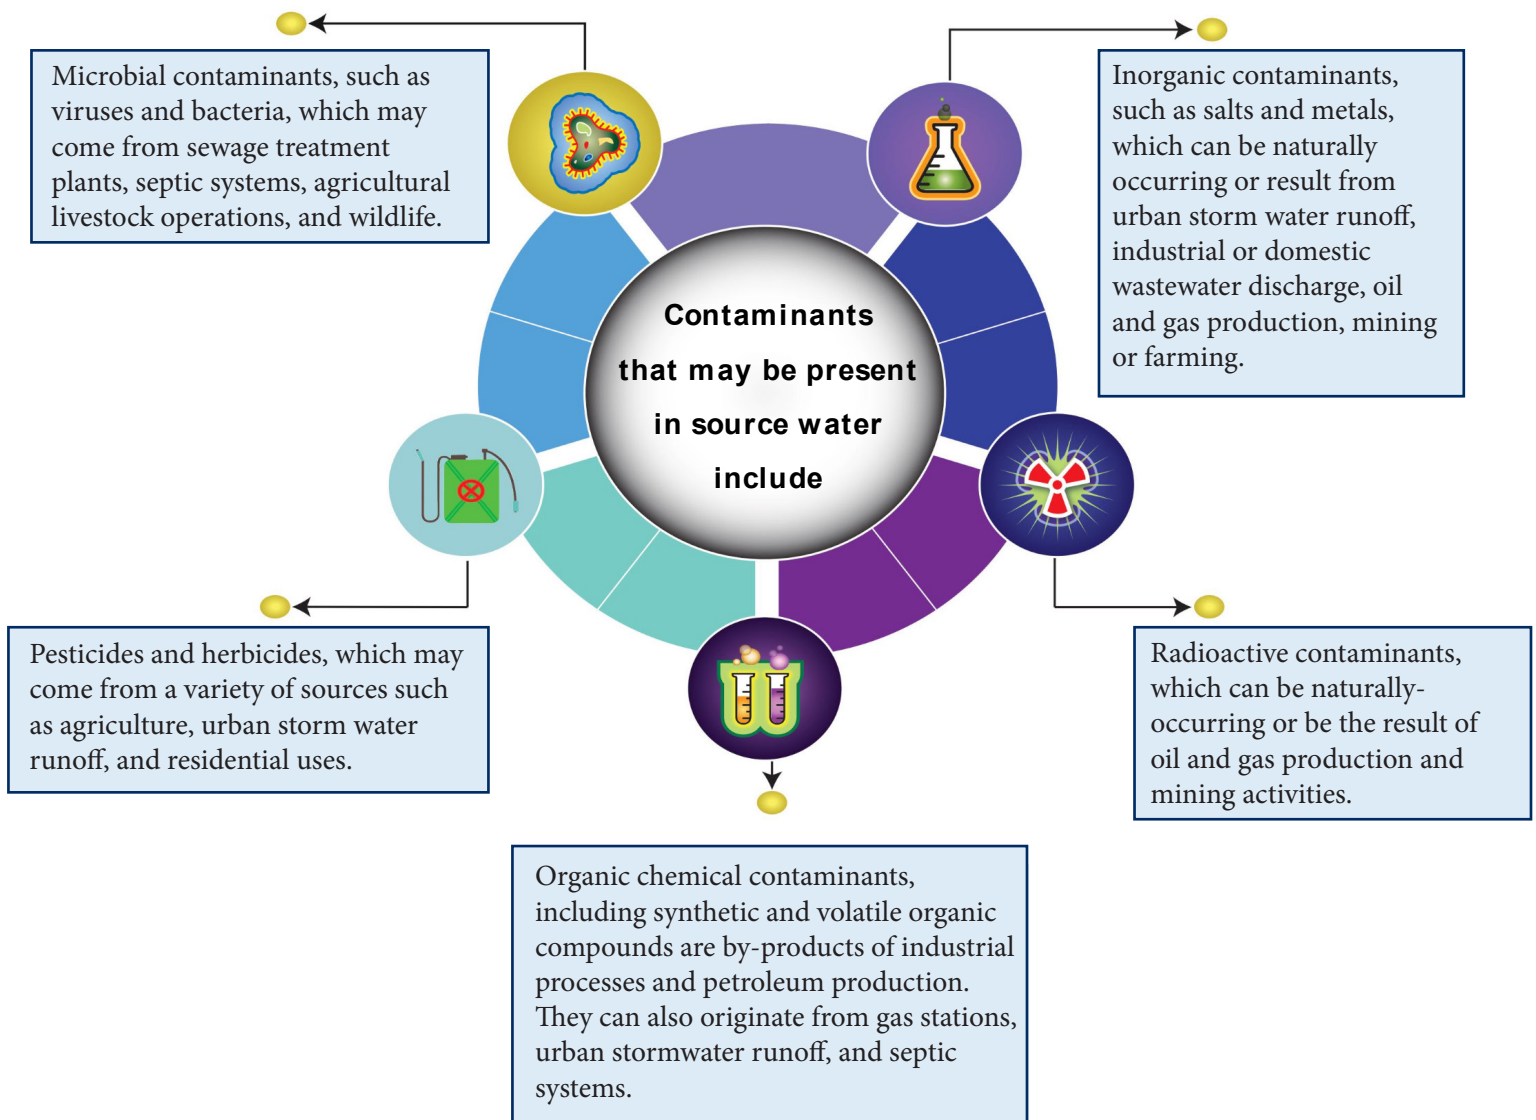 Contaminants
that may be present
in source water
include
Microbial contaminants, such as
viruses and bacteria, which may
come from sewage treatment
plants, septic systems, agricultural
livestock operations, and wildlife.
Inorganic contaminants,
such as salts and metals,
which can be naturally
occurring or result from
urban storm water runoff,
industrial or domestic
wastewater discharge, oil
and gas production, mining
or farming.
Pesticides and herbicides, which may
come from a variety of sources such
as agriculture, urban storm water
runoff, and residential uses.
Radioactive contaminants,
which can be naturally-
occurring or be the result of
oil and gas production and
mining activities.
Organic chemical contaminants,
including synthetic and volatile organic
compounds are by-products of industrial
processes and petroleum production.
They can also originate from gas stations,
urban stormwater runoff, and septic
systems.